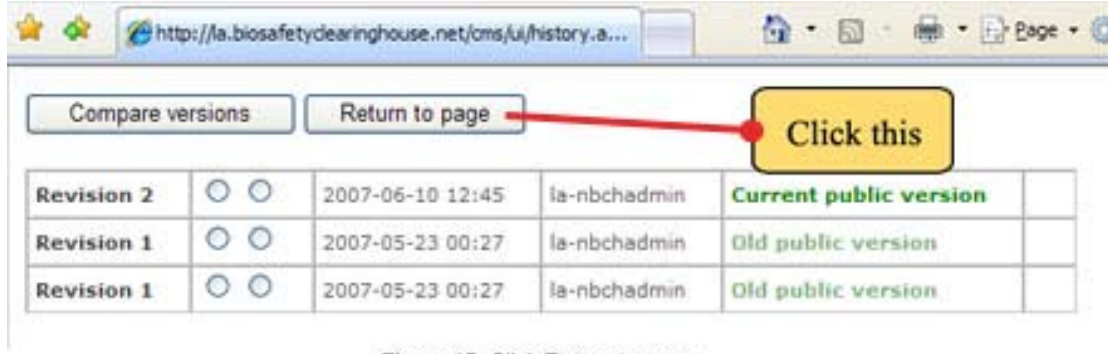 http://la.biosafetyclearinghouse.net/cms/ui/history.a... Page
Compare versions Return to page
Click this
Revision 2 2007-06-10 12:45 la-nbchadmin Current public version
Revision 1 2007-05-23 00:27 la-nbchadmin Old public version
Revision 1 2007-05-23 00:27 la-nbchadmin Old public version